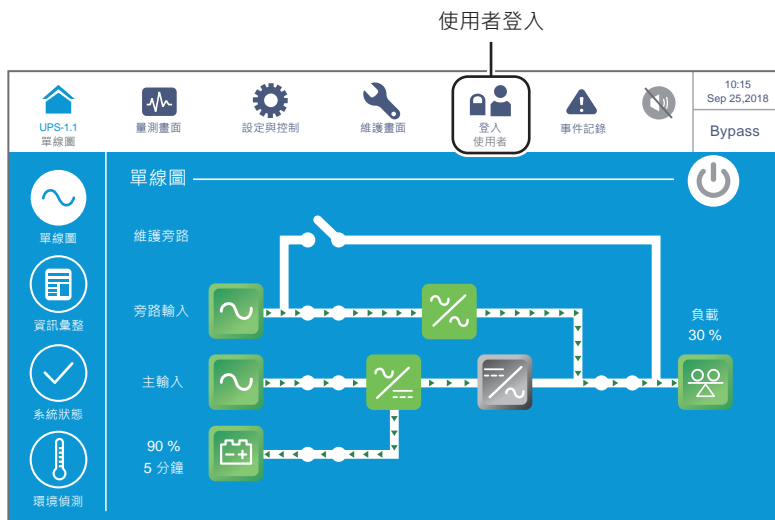 使用者登入
UPS-1.1
單線圖
量測畫面
設定與控制
維護畫面
登入
使用者
事件記錄
10:15
Sep 25,2018
Bypass
單線圖
資訊彙整
系統狀態
環境偵測
單線圖
維護旁路
旁路輸入
主輸入
90 %
5 分鐘
負載
30 %